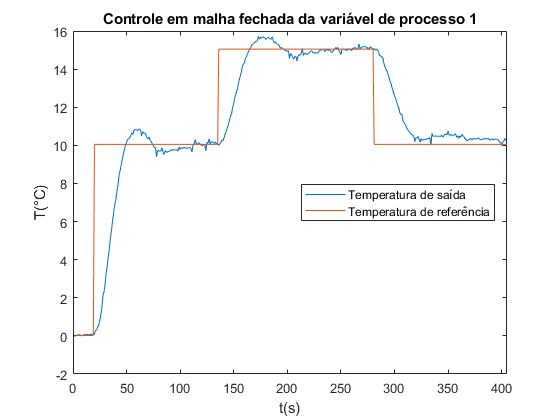 Controle em malha fechada da variável de processo 1
16
14
12
10
8
6
4
2
0
-2
T(°C)
Temperatura de saída
Temperatura de referência
0 50 100 150 200 250 300 350 400
t(s)